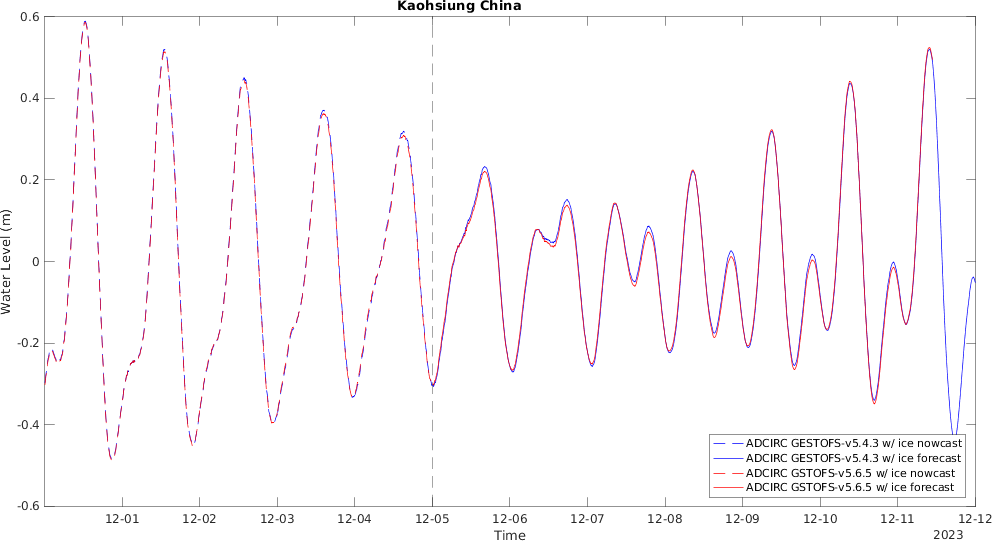 Kaohsiung China
0.6
0.4
0.2
0
-0.2
-0.4
-0.6
Water Level (m)
12-01 12-02 12-03 12-04 12-05 12-06 12-07 12-08 12-09 12-10 12-11 12-12
Time
2023
ADCIRC GESTOFS-v5.4.3 w/ ice nowcast
ADCIRC GESTOFS-v5.4.3 w/ ice forecast
ADCIRC GSTOFS-v5.6.5 w/ ice nowcast
ADCIRC GSTOFS-v5.6.5 w/ ice forecast